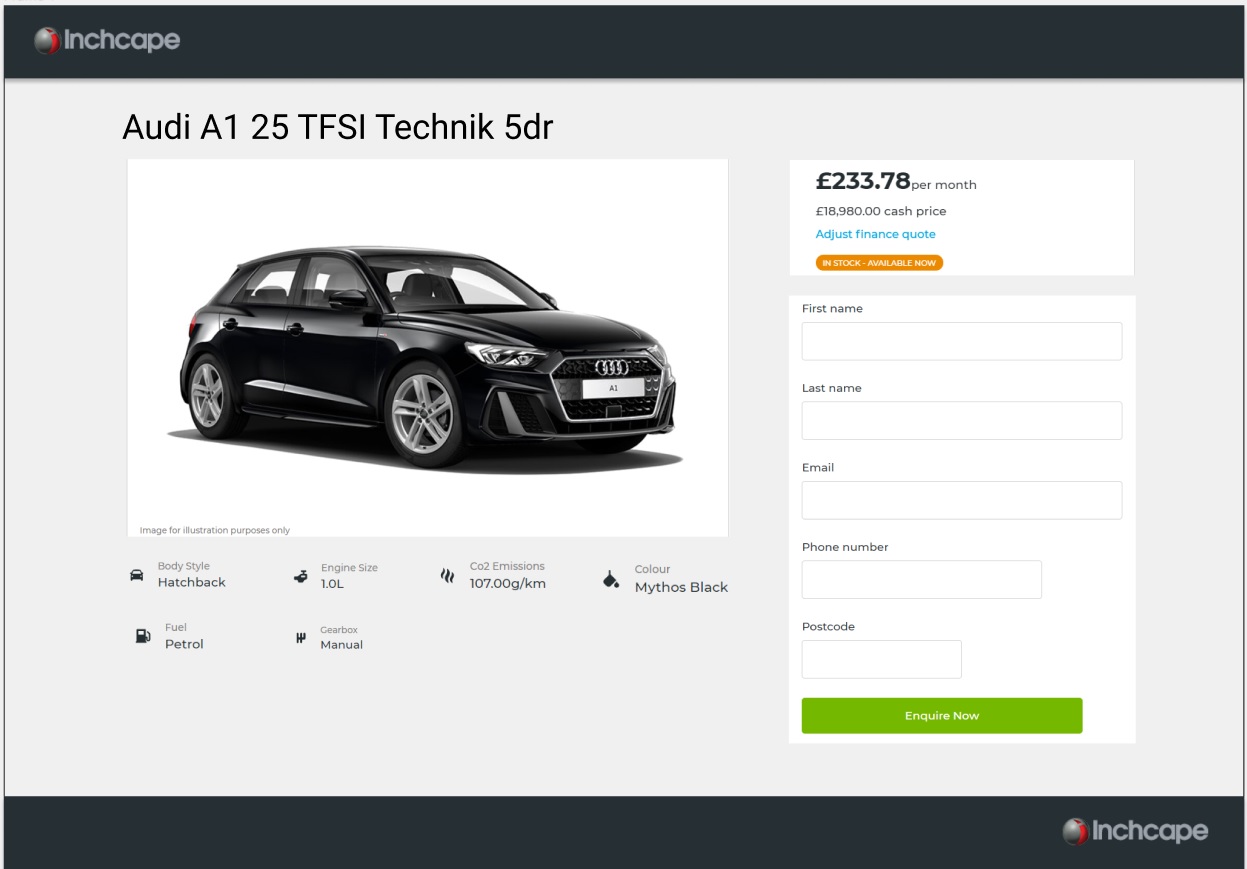 Inchcape
Audi A1 25 TFSI Technik 5dr
£233.78 per month
£18,980.00 cash price
Adjust finance quote
IN STOCK - AVAILABLE NOW
A1
Image for illustration purposes only
Body Style
Hatchback
Engine Size
1.0L
Co2 Emissions
107.00g/km
Colour
Mythos Black
Fuel
Petrol
Gearbox
Manual
First name
Last name
Email
Phone number
Postcode
Enquire Now
Inchcape